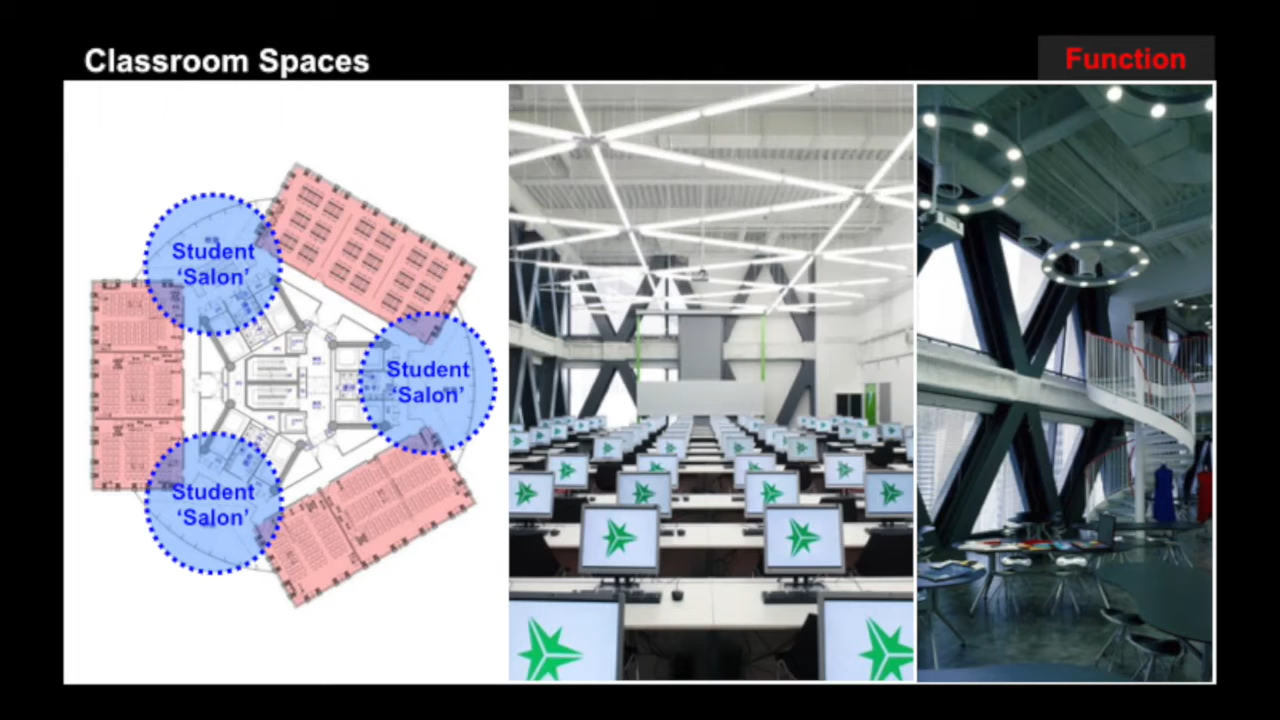 Classroom Spaces
Function
Student
‘Salon’
Student
‘Salon’
Student
‘Salon’